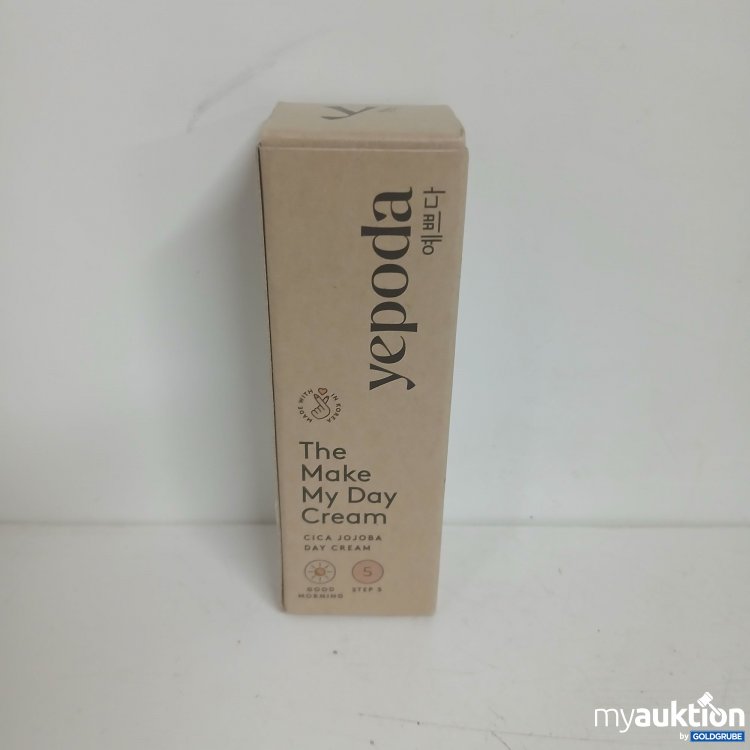 yepoda
예쁘다
MADE WITH
IN KOREA
The
Make
My Day
Cream
CICA JOJOBA
DAY CREAM
5
GOOD
MORNING
STEP 5
myauktion
by GOLDGRUBE